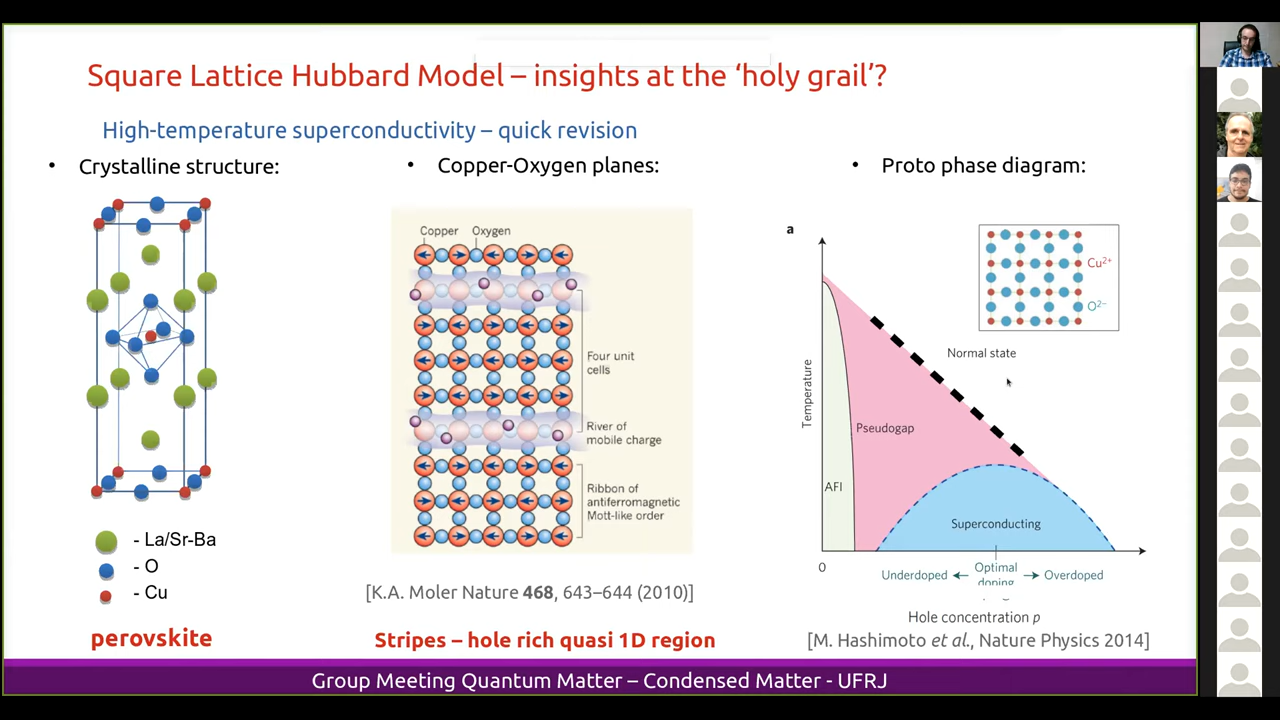 Square Lattice Hubbard Model – insights at the ‘holy grail’?
High-temperature superconductivity – quick revision
• Crystalline structure:
• Copper-Oxygen planes:
• Proto phase diagram:
Copper Oxygen
Four unit
cells
River of
mobile charge
Ribbon of
antiferromagnetic
Mott-like order
a
Cu2+
O2−
Normal state
Temperature
Pseudogap
AFI
Superconducting
0
Underdoped
Optimal
doping
Overdoped
Hole concentration p
- La/Sr-Ba
- O
- Cu
[K.A. Moler Nature 468, 643–644 (2010)]
[M. Hashimoto et al., Nature Physics 2014]
perovskite
Stripes – hole rich quasi 1D region
Group Meeting Quantum Matter – Condensed Matter - UFRJ